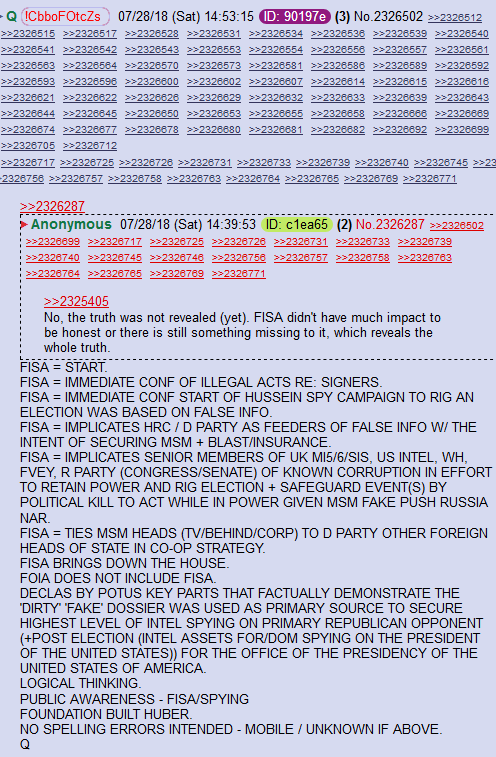 Q !CbboFOtcZs 07/28/18 (Sat) 14:53:15 ID: 90197e (3) No.2326502 >>2326512
>>2326515 >>2326517 >>2326528 >>2326531 >>2326534 >>2326536 >>2326539 >>2326540
>>2326541 >>2326542 >>2326543 >>2326553 >>2326554 >>2326556 >>2326557 >>2326561
>>2326563 >>2326564 >>2326568 >>2326573 >>2326581 >>2326586 >>2326589 >>2326592
>>2326593 >>2326596 >>2326600 >>2326602 >>2326607 >>2326614 >>2326615 >>2326616
>>2326621 >>2326622 >>2326626 >>2326629 >>2326632 >>2326633 >>2326639 >>2326643
>>2326644 >>2326645 >>2326650 >>2326653 >>2326655 >>2326658 >>2326666 >>2326669
>>2326674 >>2326677 >>2326678 >>2326680 >>2326681 >>2326682 >>2326692 >>2326699
>>2326705 >>2326712
>>2326717 >>2326725 >>2326726 >>2326731 >>2326733 >>2326739 >>2326740 >>2326745 >>23
2326756 >>2326757 >>2326758 >>2326763 >>2326764 >>2326765 >>2326769 >>2326771
>>2326287
Anonymous 07/28/18 (Sat) 14:39:53 ID: c1ea65 (2) No.2326287 >>2326502
>>2326699 >>2326717 >>2326725 >>2326726 >>2326731 >>2326733 >>2326739
>>2326740 >>2326745 >>2326746 >>2326756 >>2326757 >>2326758 >>2326763
>>2326764 >>2326765 >>2326769 >>2326771
>>2325405
No, the truth was not revealed (yet). FISA didn't have much impact to
be honest or there is still something missing to it, which reveals the
whole truth.
FISA = START.
FISA = IMMEDIATE CONF OF ILLEGAL ACTS RE: SIGNERS.
FISA = IMMEDIATE CONF START OF HUSSEIN SPY CAMPAIGN TO RIG AN
ELECTION WAS BASED ON FALSE INFO.
FISA = IMPLICATES HRC / D PARTY AS FEEDERS OF FALSE INFO W/ THE
INTENT OF SECURING MSM + BLAST/INSURANCE.
FISA = IMPLICATES SENIOR MEMBERS OF UK MI5/6/SIS, US INTEL, WH,
FVEY, R PARTY (CONGRESS/SENATE) OF KNOWN CORRUPTION IN EFFORT
TO RETAIN POWER AND RIG ELECTION + SAFEGUARD EVENT(S) BY
POLITICAL KILL TO ACT WHILE IN POWER GIVEN MSM FAKE PUSH RUSSIA
NAR.
FISA = TIES MSM HEADS (TV/BEHIND/CORP) TO D PARTY OTHER FOREIGN
HEADS OF STATE IN CO-OP STRATEGY.
FISA BRINGS DOWN THE HOUSE.
FOIA DOES NOT INCLUDE FISA.
DECLAS BY POTUS KEY PARTS THAT FACTUALLY DEMONSTRATE THE
'DIRTY' 'FAKE' DOSSIER WAS USED AS PRIMARY SOURCE TO SECURE
HIGHEST LEVEL OF INTEL SPYING ON PRIMARY REPUBLICAN OPPONENT
(+POST ELECTION (INTEL ASSETS FOR/DOM SPYING ON THE PRESIDENT
OF THE UNITED STATES)) FOR THE OFFICE OF THE PRESIDENCY OF THE
UNITED STATES OF AMERICA.
LOGICAL THINKING.
PUBLIC AWARENESS - FISA/SPYING
FOUNDATION BUILT HUBER.
NO SPELLING ERRORS INTENDED - MOBILE / UNKNOWN IF ABOVE.
Q